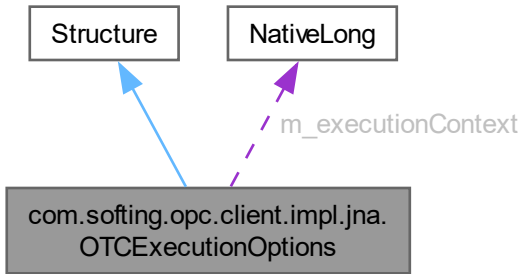 Structure
NativeLong
m_executionContext
com.softing.opc.client.impl.jna.
OTCExecutionOptions